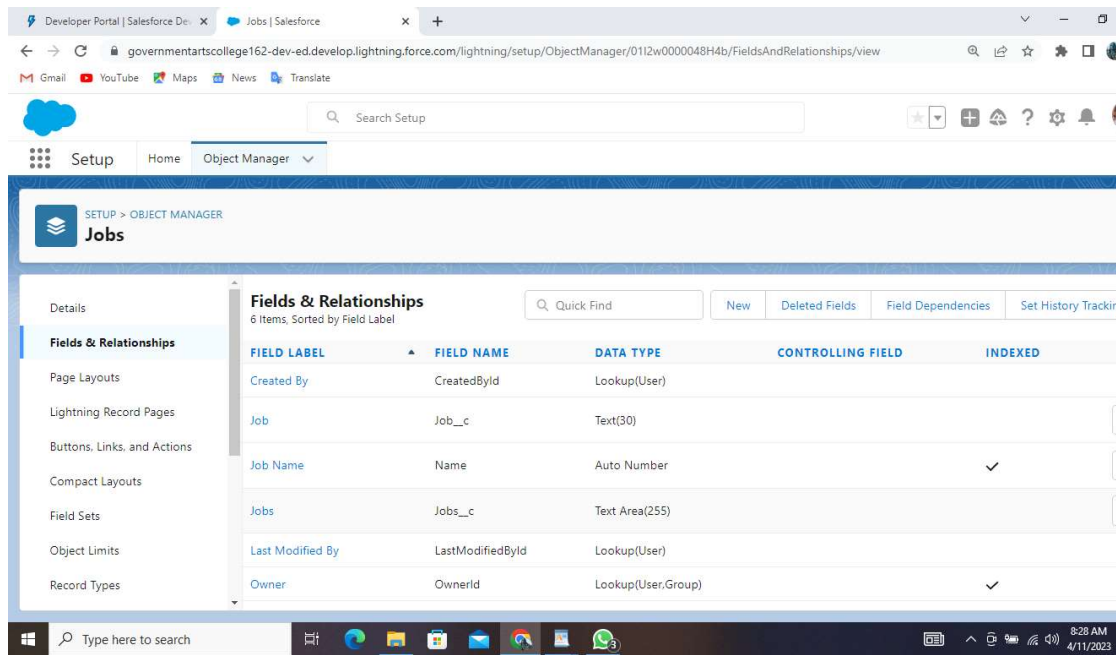 Developer Portal | Salesforce Dev
Jobs | Salesforce
governmentartscollege162-dev-ed.develop.lightning.force.com/lightning/setup/ObjectManager/01I2w0000048H4b/FieldsAndRelationships/view
Gmail YouTube Maps News Translate
Search Setup
Setup Home Object Manager
SETUP > OBJECT MANAGER
Jobs
Details
Fields & Relationships
Page Layouts
Lightning Record Pages
Buttons, Links, and Actions
Compact Layouts
Field Sets
Object Limits
Record Types
Fields & Relationships
6 Items, Sorted by Field Label
Quick Find New Deleted Fields Field Dependencies Set History Trackin
FIELD LABEL FIELD NAME DATA TYPE CONTROLLING FIELD INDEXED
Created By CreatedById Lookup(User)
Job Job__c Text(30)
Job Name Name Auto Number
Jobs Jobs__c Text Area(255)
Last Modified By LastModifiedById Lookup(User)
Owner OwnerId Lookup(User,Group)
Type here to search
3
8:28 AM
4/11/2023